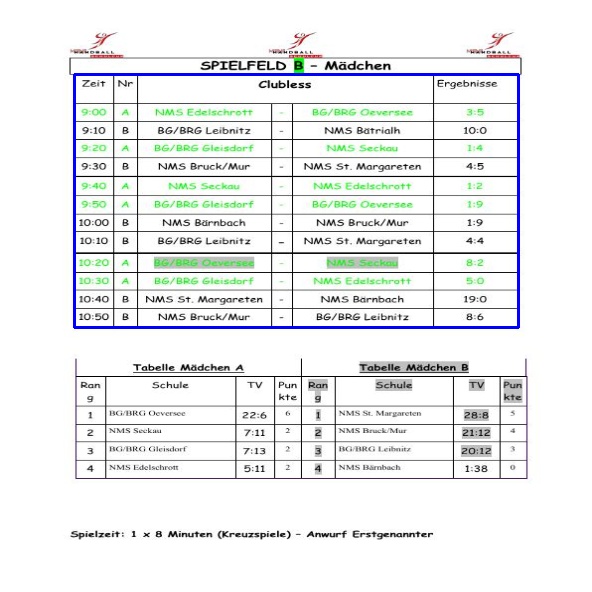 HANDBALL HANDBALL HANDBALL
SPIELFELD B – Mädchen
Zeit Nr Clubless Ergebnisse
9:00 A NMS Edelschrott - BG/BRG Oeversee 3:5
9:10 B BG/BRG Leibnitz - NMS Bätrialh 10:0
9:20 A BG/BRG Gleisdorf - NMS Seckau 1:4
9:30 B NMS Bruck/Mur - NMS St. Margareten 4:5
9:40 A NMS Seckau - NMS Edelschrott 1:2
9:50 A BG/BRG Gleisdorf - BG/BRG Oeversee 1:9
10:00 B NMS Bärnbach - NMS Bruck/Mur 1:9
10:10 B BG/BRG Leibnitz - NMS St. Margareten 4:4
10:20 A BG/BRG Oeversee - NMS Seckau 8:2
10:30 A BG/BRG Gleisdorf - NMS Edelschrott 5:0
10:40 B NMS St. Margareten - NMS Bärnbach 19:0
10:50 B NMS Bruck/Mur - BG/BRG Leibnitz 8:6
Tabelle Mädchen A Tabelle Mädchen B
Ran Schule TV Pun Ran Schule TV Pun
g kte g kte
1 BG/BRG Oeversee 22:6 6 1 NMS St. Margareten 28:8 5
2 NMS Seckau 7:11 2 2 NMS Bruck/Mur 21:12 4
3 BG/BRG Gleisdorf 7:13 2 3 BG/BRG Leibnitz 20:12 3
4 NMS Edelschrott 5:11 2 4 NMS Bärnbach 1:38 0
Spielzeit: 1 x 8 Minuten (Kreuzspiele) – Anwurf Erstgenannter